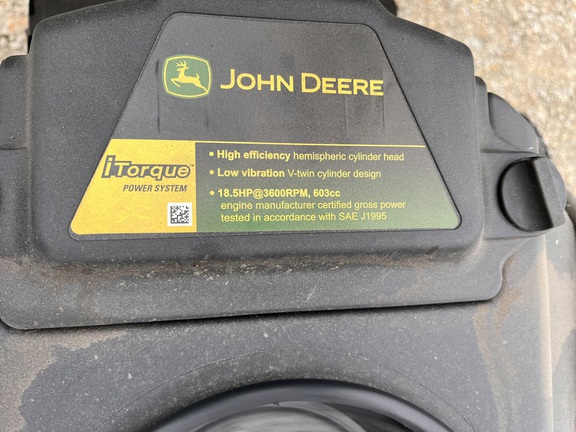 JOHN DEERE
iTorque™
POWER SYSTEM
• High efficiency hemispheric cylinder head
• Low vibration V-twin cylinder design
• 18.5HP@3600RPM, 603cc
engine manufacturer certified gross power
tested in accordance with SAE J1995